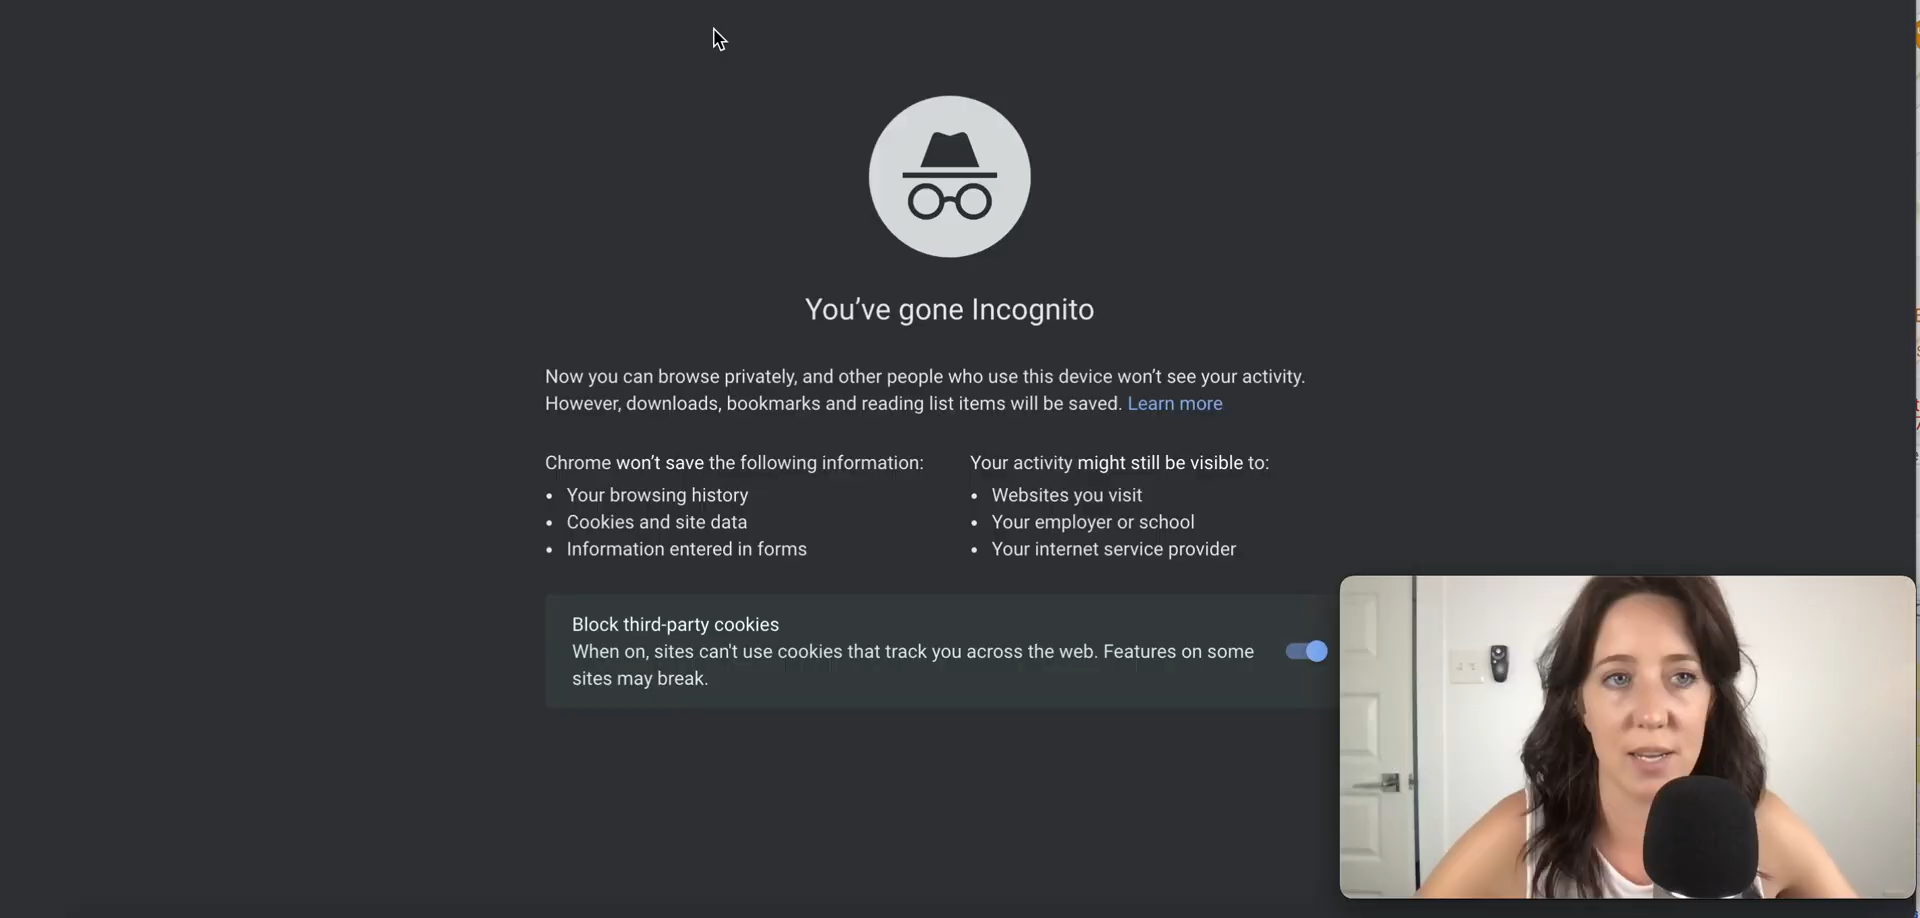 You’ve gone Incognito
Now you can browse privately, and other people who use this device won’t see your activity.
However, downloads, bookmarks and reading list items will be saved. Learn more
Chrome won’t save the following information:
• Your browsing history
• Cookies and site data
• Information entered in forms
Your activity might still be visible to:
• Websites you visit
• Your employer or school
• Your internet service provider
Block third-party cookies
When on, sites can't use cookies that track you across the web. Features on some
sites may break.